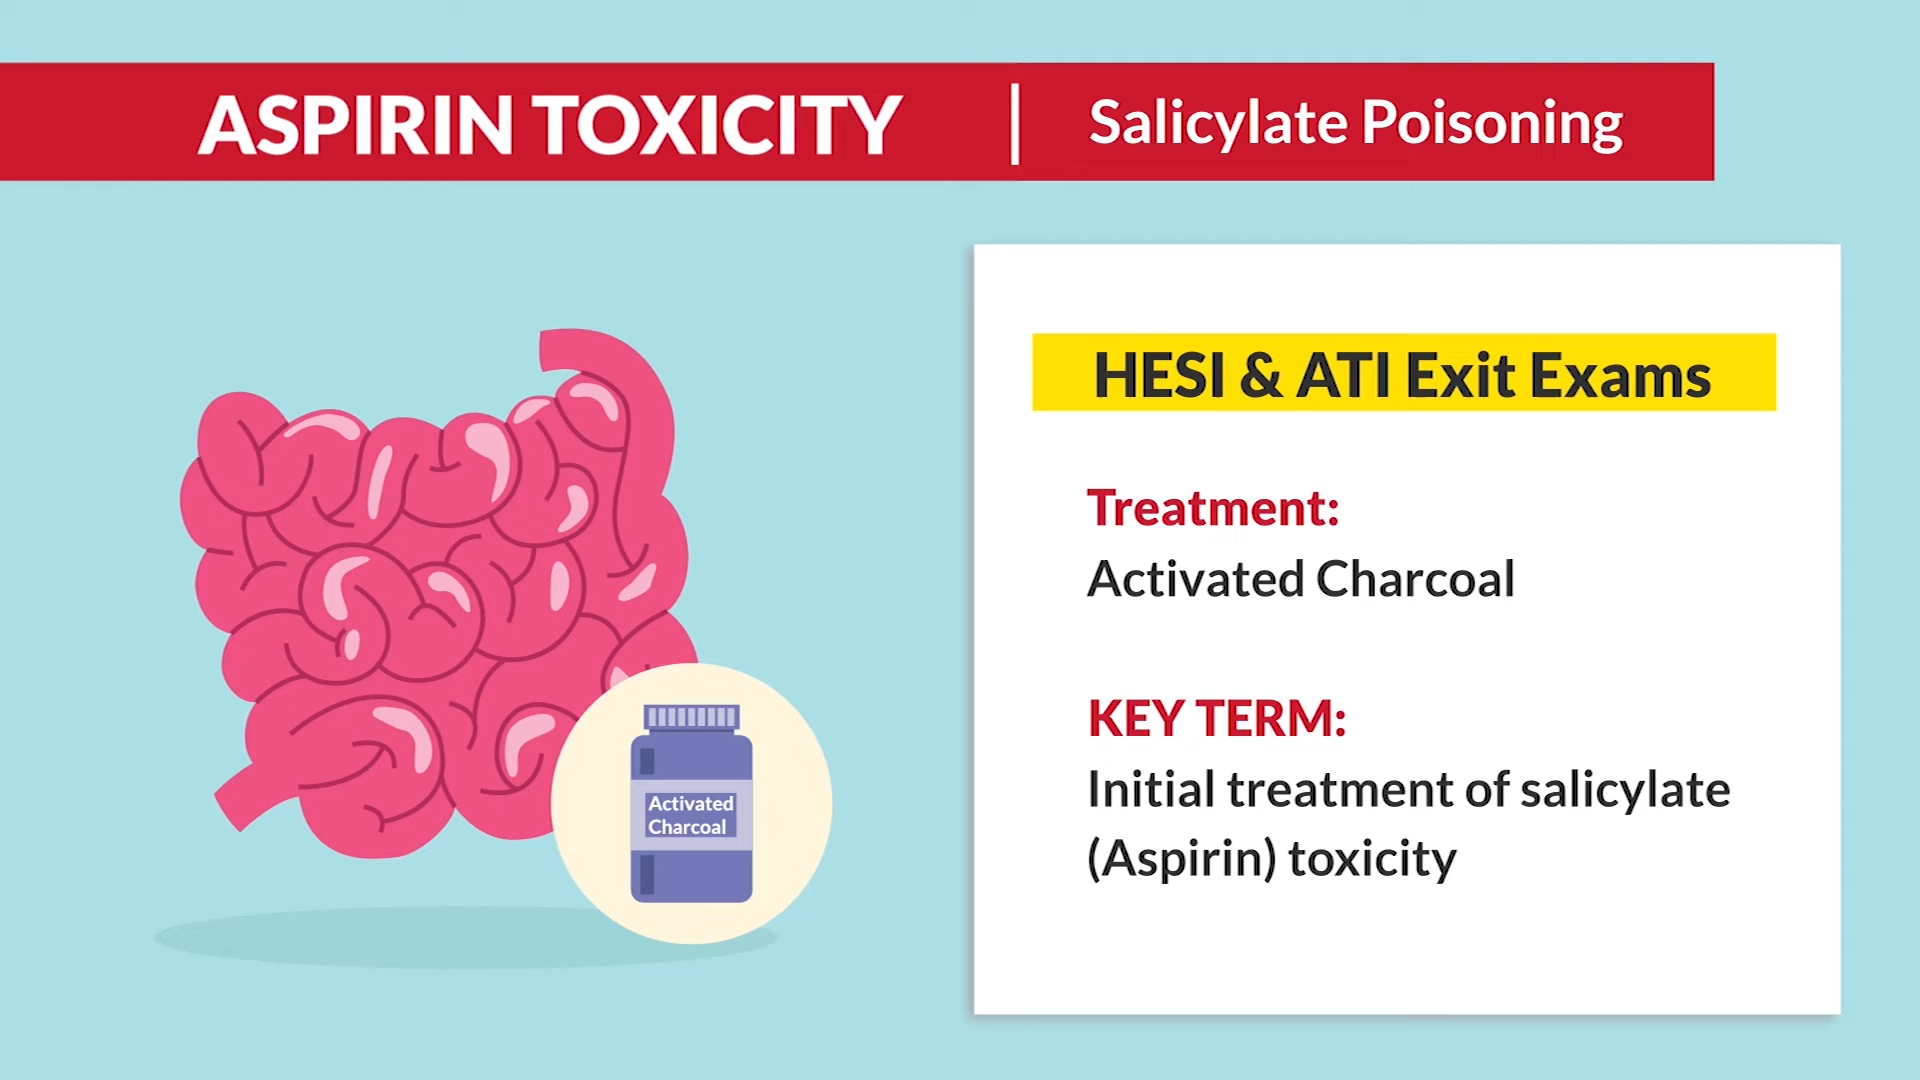 ASPIRIN TOXICITY | Salicylate Poisoning
HESI & ATI Exit Exams
Treatment:
Activated Charcoal
KEY TERM:
Initial treatment of salicylate
(Aspirin) toxicity
Activated
Charcoal